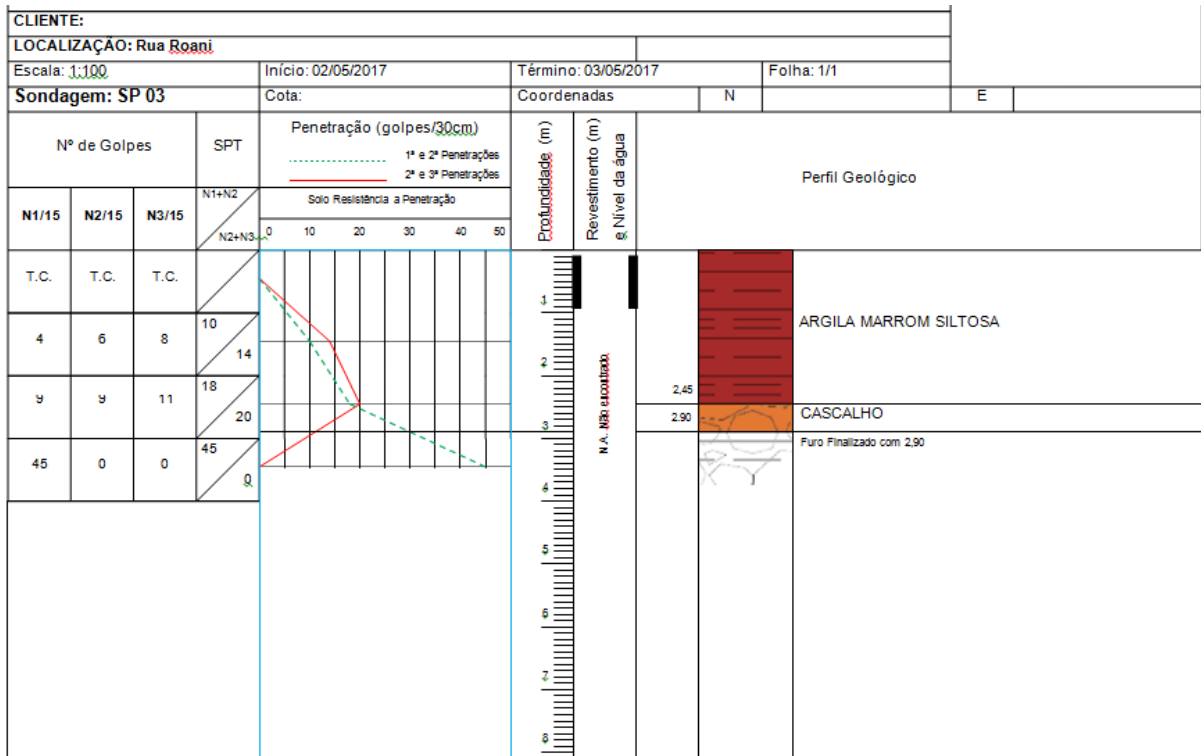 CLIENTE:
LOCALIZAÇÃO: Rua Roani
Escala: 1:100 Início: 02/05/2017 Término: 03/05/2017 Folha: 1/1
Sondagem: SP 03 Cota: Coordenadas N E
Nº de Golpes SPT Penetração (golpes/30cm) Profundidade (m) Revestimento (m) e Nível da água Perfil Geológico
1ª e 2ª Penetrações
2ª e 3ª Penetrações
N1/15 N2/15 N3/15 N1+N2 Solo Resistência a Penetração
N2+N3 0 10 20 30 40 50
T.C. T.C. T.C.
1
4 6 8 10 14 ARGILA MARROM SILTOSA
2
N.A. Não encontrado
9 9 11 18 20 2,45
2.90 CASCALHO
3
45 0 0 45 0 Furo Finalizado com 2,90
4
5
6
7
8